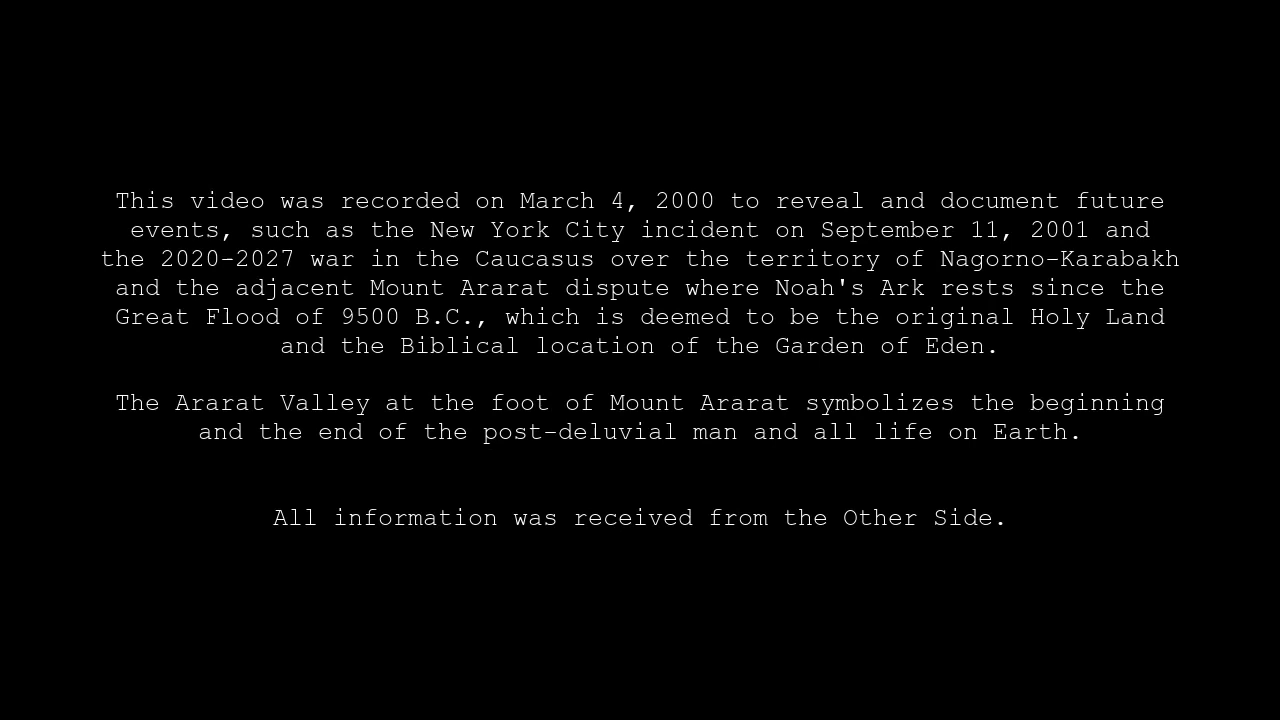 This video was recorded on March 4, 2000 to reveal and document future
events, such as the New York City incident on September 11, 2001 and
the 2020-2027 war in the Caucasus over the territory of Nagorno-Karabakh
and the adjacent Mount Ararat dispute where Noah's Ark rests since the
Great Flood of 9500 B.C., which is deemed to be the original Holy Land
and the Biblical location of the Garden of Eden.
The Ararat Valley at the foot of Mount Ararat symbolizes the beginning
and the end of the post-deluvial man and all life on Earth.
All information was received from the Other Side.